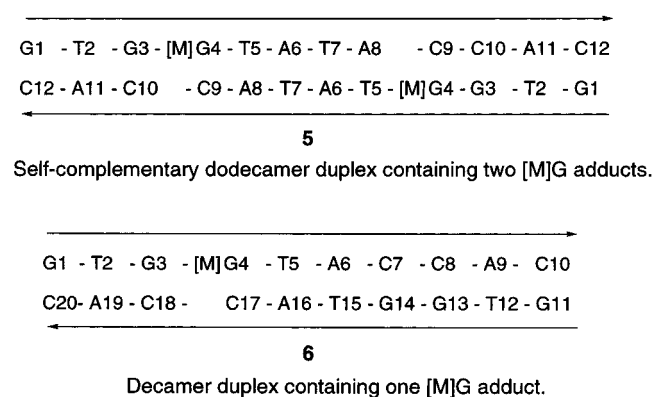 G1 - T2 - G3 - [M]G4 - T5 - A6 - T7 - A8 - C9 - C10 - A11 - C12
C12 - A11 - C10 - C9 - A8 - T7 - A6 - T5 - [M]G4 - G3 - T2 - G1
5
Self-complementary dodecamer duplex containing two [M]G adducts.
G1 - T2 - G3 - [M]G4 - T5 - A6 - C7 - C8 - A9 - C10
C20- A19 - C18 - C17 - A16 - T15 - G14 - G13 - T12 - G11
6
Decamer duplex containing one [M]G adduct.